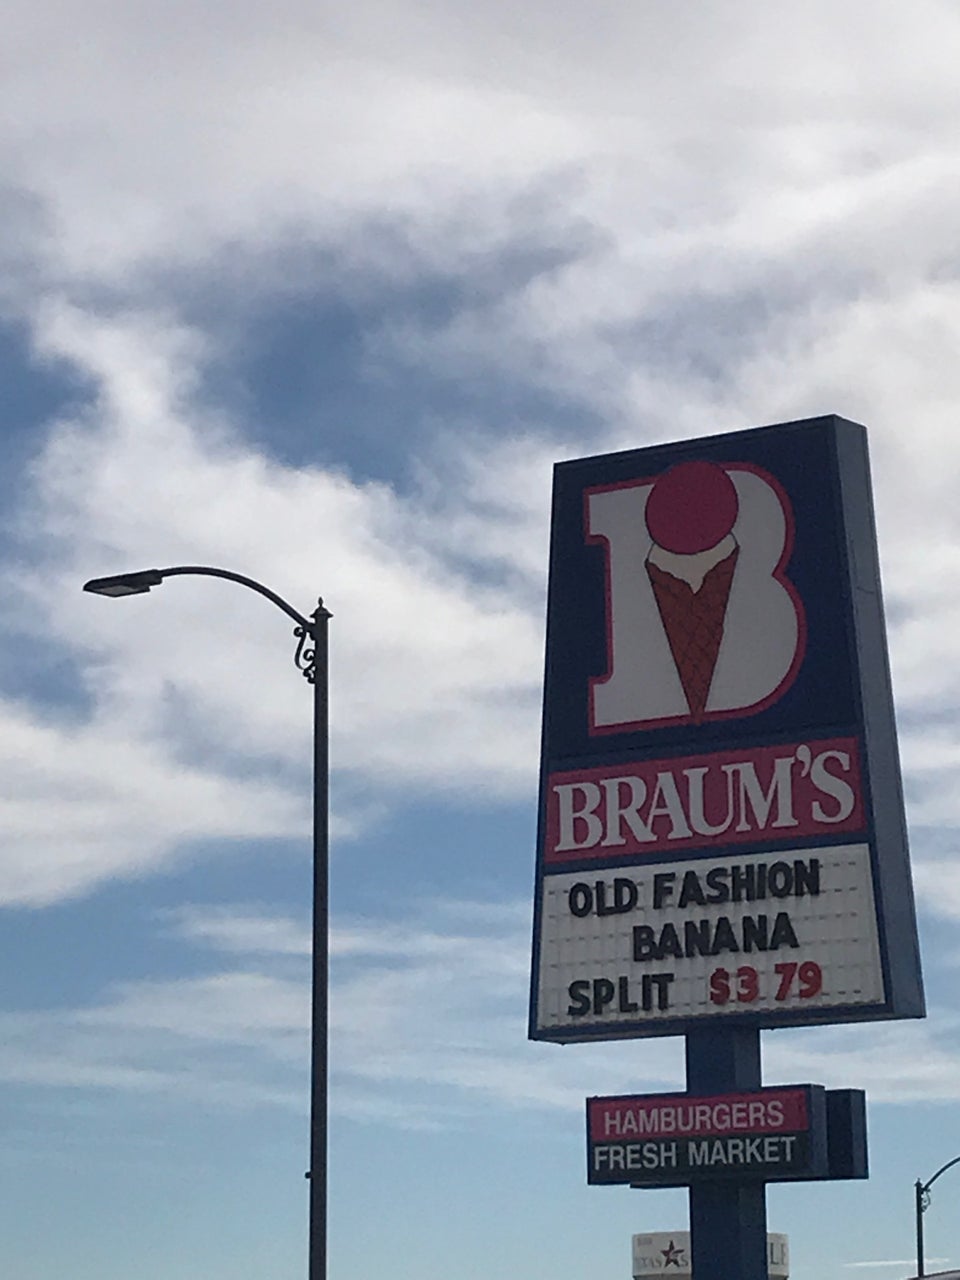 B
BRAUM'S
OLD FASHION
BANANA
SPLIT $3 79
HAMBURGERS
FRESH MARKET